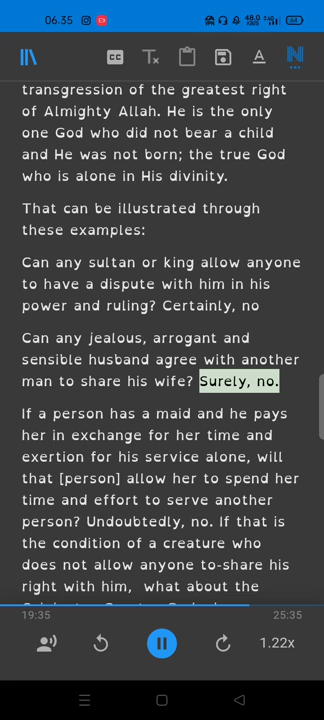 06.35
48.0
KB/S
64
CC
T×
A
N
transgression of the greatest right
of Almighty Allah. He is the only
one God who did not bear a child
and He was not born; the true God
who is alone in His divinity.
That can be illustrated through
these examples:
Can any sultan or king allow anyone
to have a dispute with him in his
power and ruling? Certainly, no
Can any jealous, arrogant and
sensible husband agree with another
man to share his wife? Surely, no.
If a person has a maid and he pays
her in exchange for her time and
exertion for his service alone, will
that [person] allow her to spend her
time and effort to serve another
person? Undoubtedly, no. If that is
the condition of a creature who
does not allow anyone to-share his
right with him, what about the
19:35
25:35
1.22x